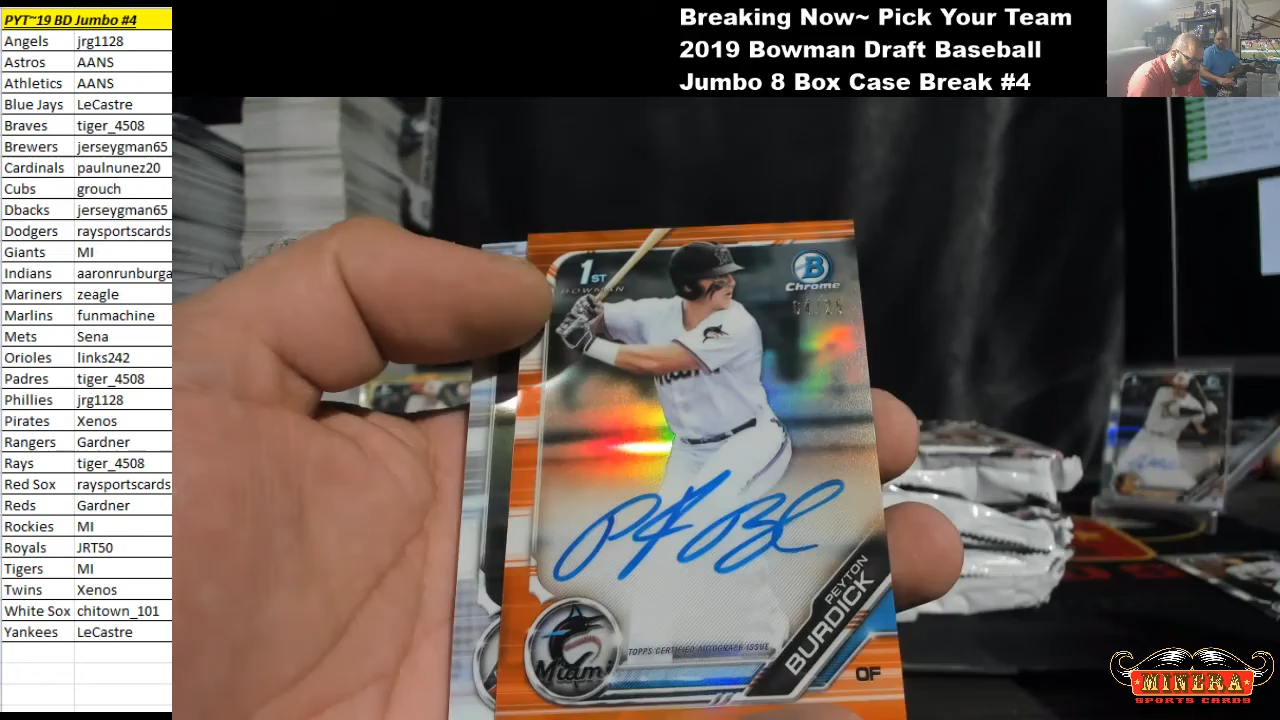 PYT~19 BD Jumbo #4
Angels jrg1128
Astros AANS
Athletics AANS
Blue Jays LeCastre
Braves tiger_4508
Brewers jerseygman65
Cardinals paulnunez20
Cubs grouch
Dbacks jerseygman65
Dodgers raysportscards
Giants MI
Indians aaronrunburga
Mariners zeagle
Marlins funmachine
Mets Sena
Orioles links242
Padres tiger_4508
Phillies jrg1128
Pirates Xenos
Rangers Gardner
Rays tiger_4508
Red Sox raysportscards
Reds Gardner
Rockies MI
Royals JRT50
Tigers MI
Twins Xenos
White Sox chitown_101
Yankees LeCastre
Breaking Now~ Pick Your Team
2019 Bowman Draft Baseball
Jumbo 8 Box Case Break #4
1ST
BOWMAN
B
Chrome
TOPPS CERTIFIED AUTOGRAPH ISSUE
Miami
PEYTON
BURDICK
OF
MINERA
SPORTS CARDS